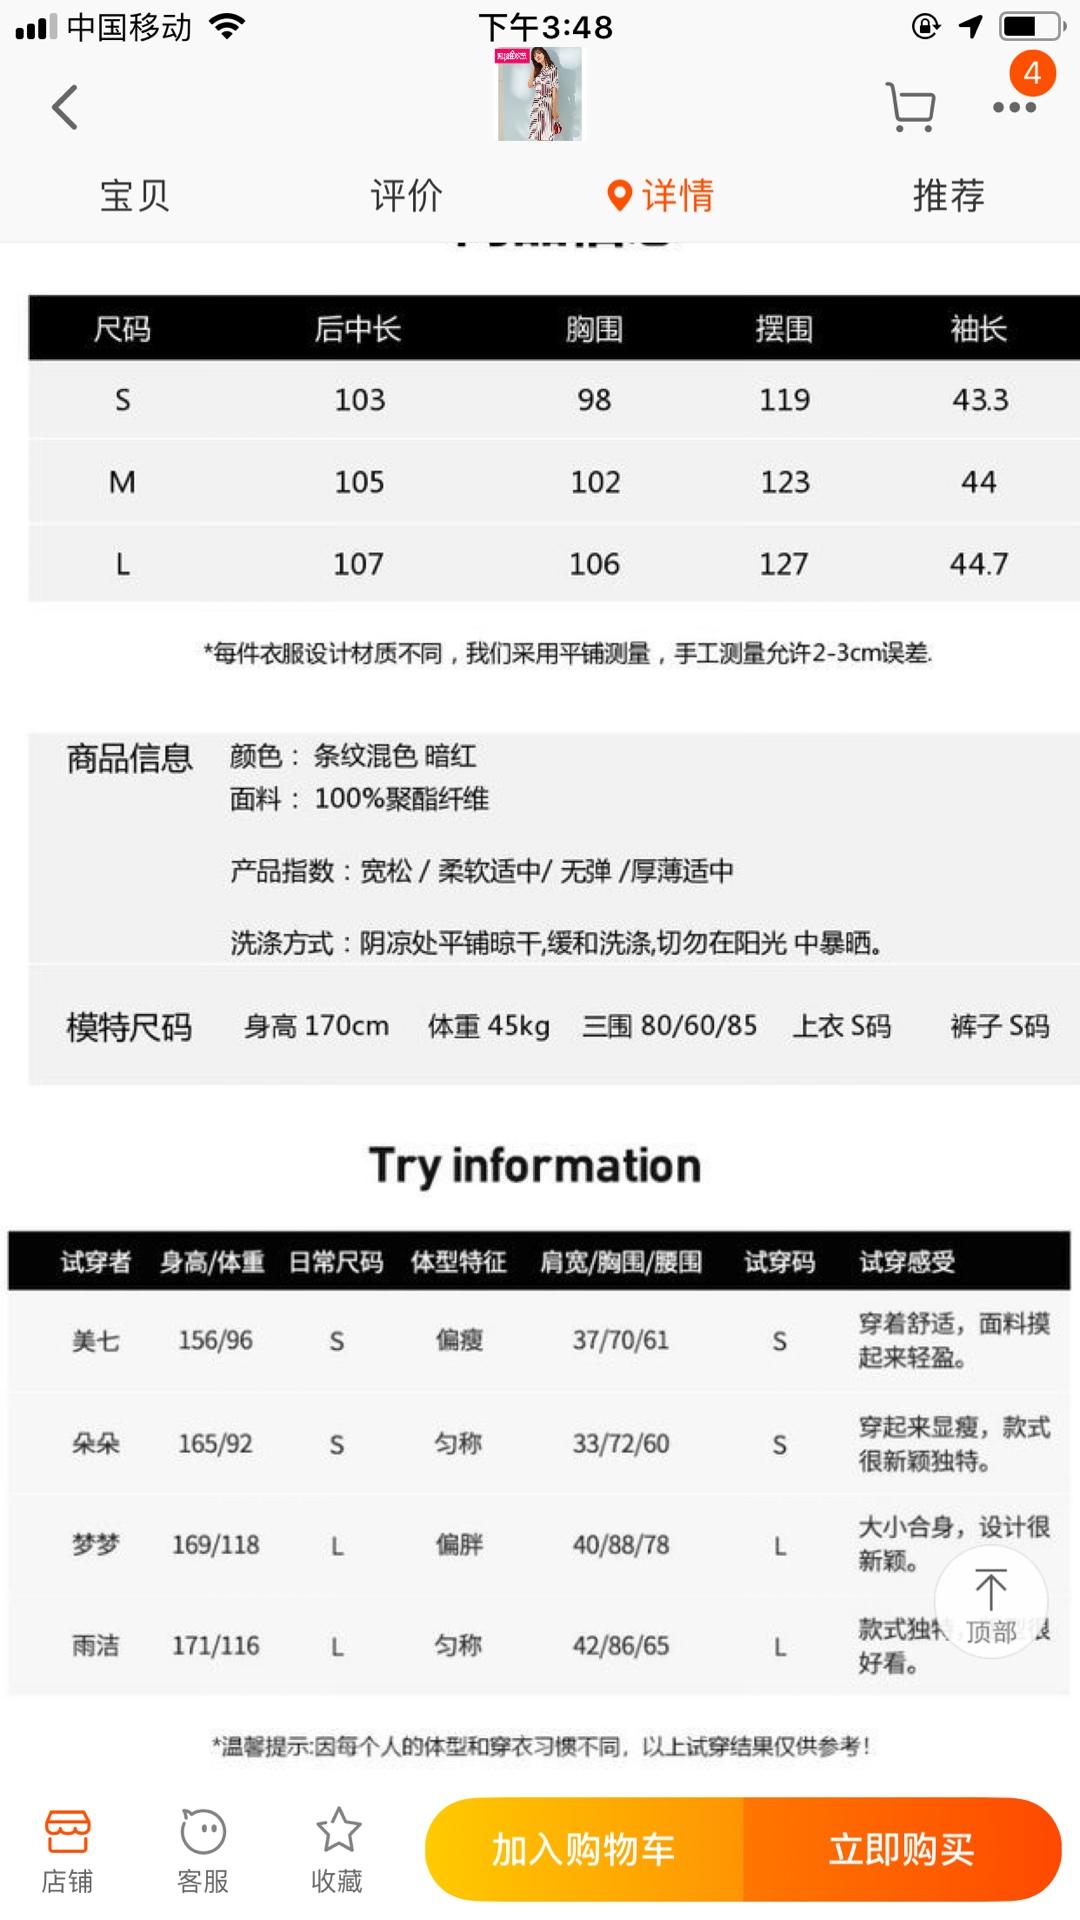 中国移动
下午3:48
4
宝贝
评价
详情
推荐
尺码 后中长 胸围 摆围 袖长
S 103 98 119 43.3
M 105 102 123 44
L 107 106 127 44.7
*每件衣服设计材质不同，我们采用平铺测量，手工测量允许2-3cm误差.
商品信息 颜色： 条纹混色 暗红
面料： 100%聚酯纤维
产品指数：宽松 / 柔软适中/ 无弹 /厚薄适中
洗涤方式：阴凉处平铺晾干,缓和洗涤,切勿在阳光 中暴晒。
模特尺码 身高 170cm 体重 45kg 三围 80/60/85 上衣 S码 裤子 S码
Try information
试穿者 身高/体重 日常尺码 体型特征 肩宽/胸围/腰围 试穿码 试穿感受
美七 156/96 S 偏瘦 37/70/61 S 穿着舒适，面料摸
起来轻盈。
朵朵 165/92 S 匀称 33/72/60 S 穿起来显瘦，款式
很新颖独特。
梦梦 169/118 L 偏胖 40/88/78 L 大小合身，设计很
新颖。
雨洁 171/116 L 匀称 42/86/65 L 款式独特，很
好看。
顶部
*温馨提示:因每个人的体型和穿衣习惯不同，以上试穿结果仅供参考！
店铺
客服
收藏
加入购物车
立即购买